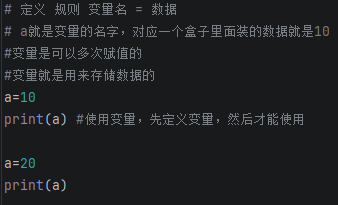 # 定义 规则 变量名 = 数据
# a就是变量的名字，对应一个盒子里面装的数据就是10
#变量是可以多次赋值的
#变量就是用来存储数据的
a=10
print(a) #使用变量，先定义变量，然后才能使用
a=20
print(a)